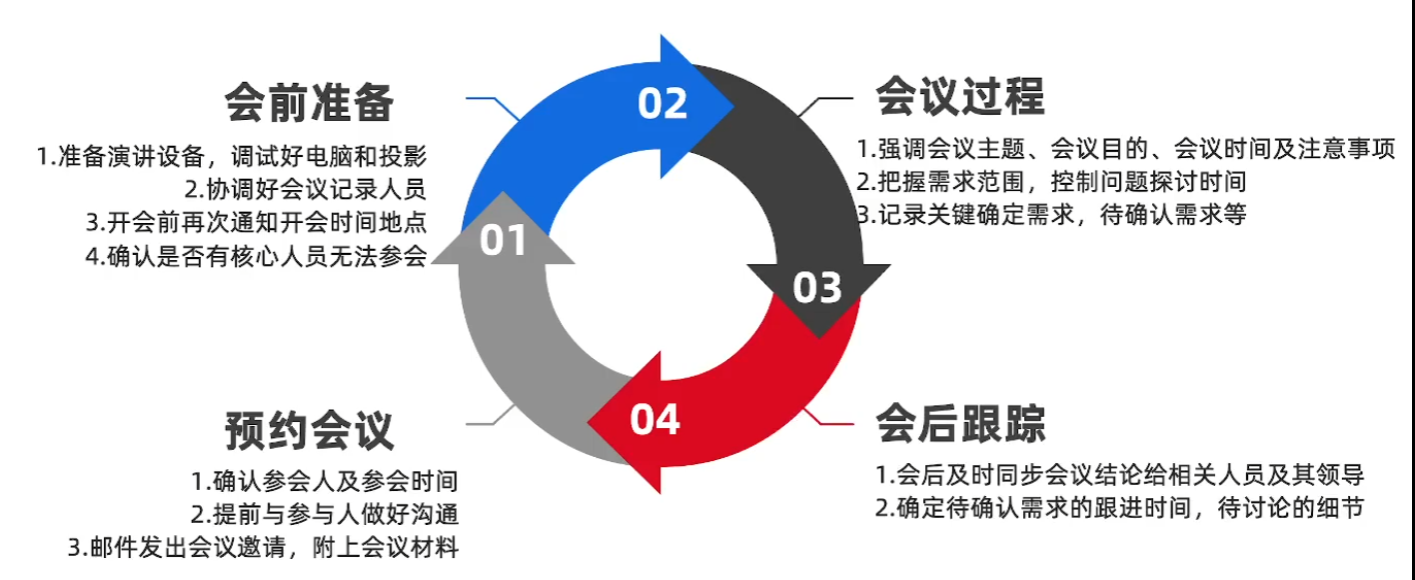 会前准备
1.准备演讲设备，调试好电脑和投影
2.协调好会议记录人员
3.开会前再次通知开会时间地点
4.确认是否有核心人员无法参会
02
会议过程
1.强调会议主题、会议目的、会议时间及注意事项
2.把握需求范围，控制问题探讨时间
3.记录关键确定需求，待确认需求等
01
03
预约会议
1.确认参会人及参会时间
2.提前与参与人做好沟通
3.邮件发出会议邀请，附上会议材料
04
会后跟踪
1.会后及时同步会议结论给相关人员及其领导
2.确定待确认需求的跟进时间，待讨论的细节